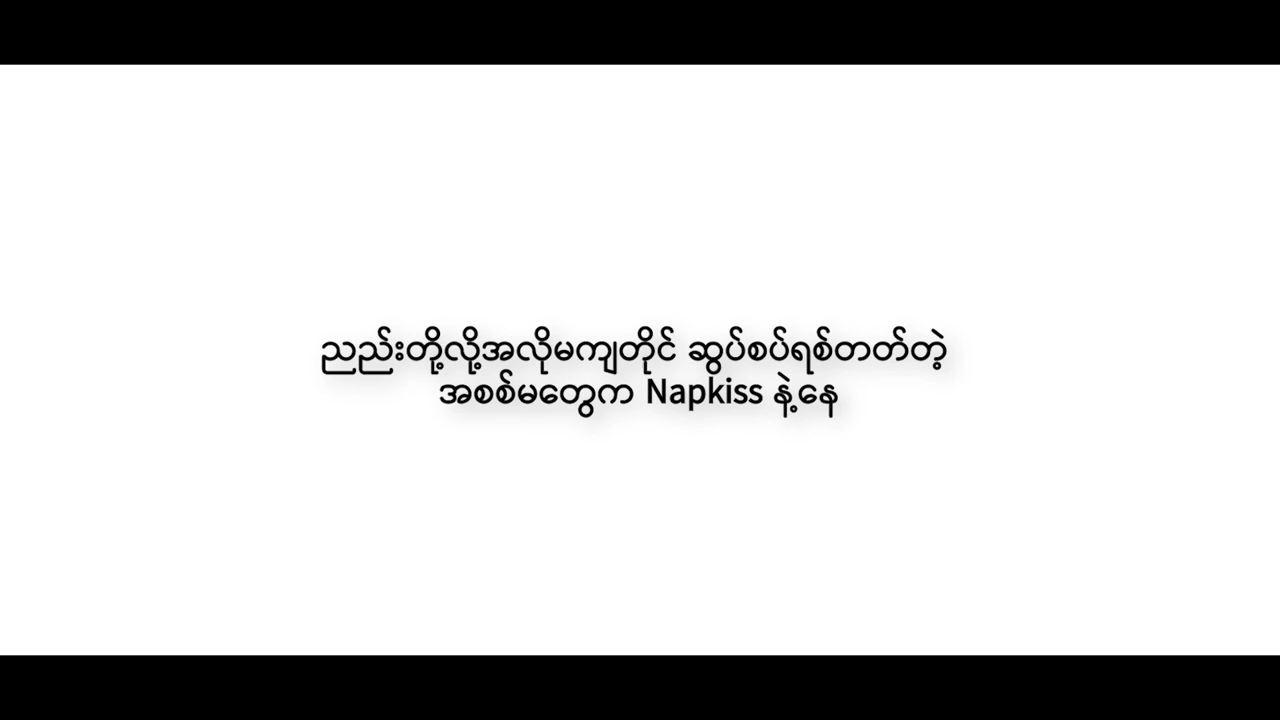 ညည်းတို့လို့အလိုမကျတိုင် ဆွပ်စပ်ရစ်တတ်တဲ့
အစစ်မတွေက Napkiss နဲ့နေ